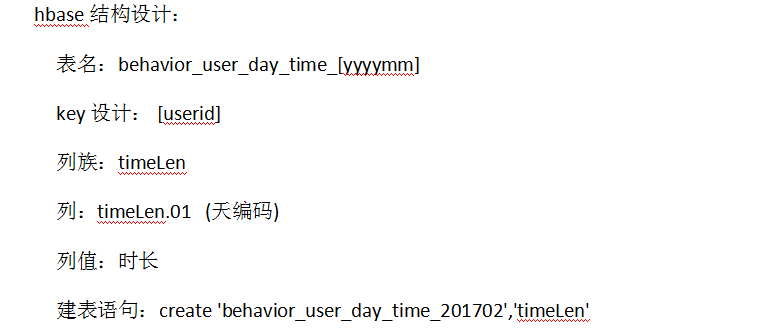 hbase 结构设计：
表名：behavior_user_day_time_[yyyymm]
key 设计： [userid]
列族：timeLen
列：timeLen.01 (天编码)
列值：时长
建表语句：create 'behavior_user_day_time_201702','timeLen'